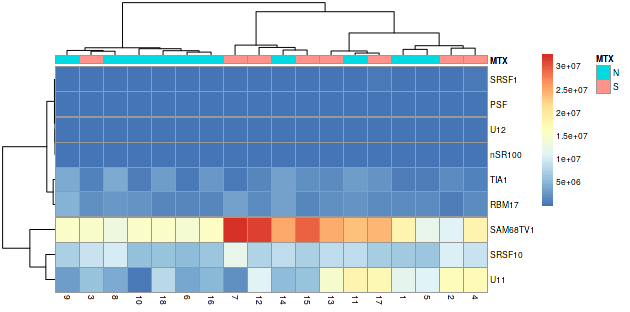 MTX
SRSF1
PSF
U12
nSR100
TIA1
RBM17
SAM68TV1
SRSF10
U11
9 3 8 10 18 6 16 7 12 14 15 13 11 17 1 5 2 4
3e+07
2.5e+07
2e+07
1.5e+07
1e+07
5e+06
MTX
N
S